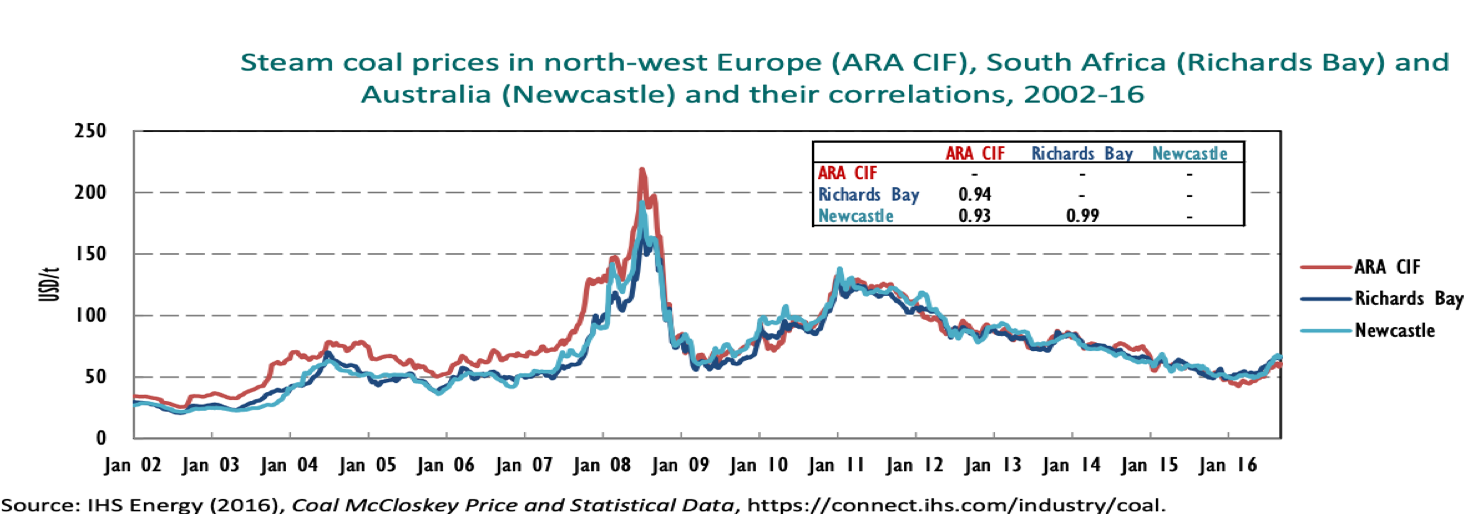 Steam coal prices in north-west Europe (ARA CIF), South Africa (Richards Bay) and
Australia (Newcastle) and their correlations, 2002-16
250
200
150
100
50
0
USD/t
ARA CIF Richards Bay Newcastle
ARA CIF - - -
Richards Bay 0.94 - -
Newcastle 0.93 0.99 -
ARA CIF
Richards Bay
Newcastle
Jan 02 Jan 03 Jan 04 Jan 05 Jan 06 Jan 07 Jan 08 Jan 09 Jan 10 Jan 11 Jan 12 Jan 13 Jan 14 Jan 15 Jan 16
Source: IHS Energy (2016), Coal McCloskey Price and Statistical Data, https://connect.ihs.com/industry/coal.